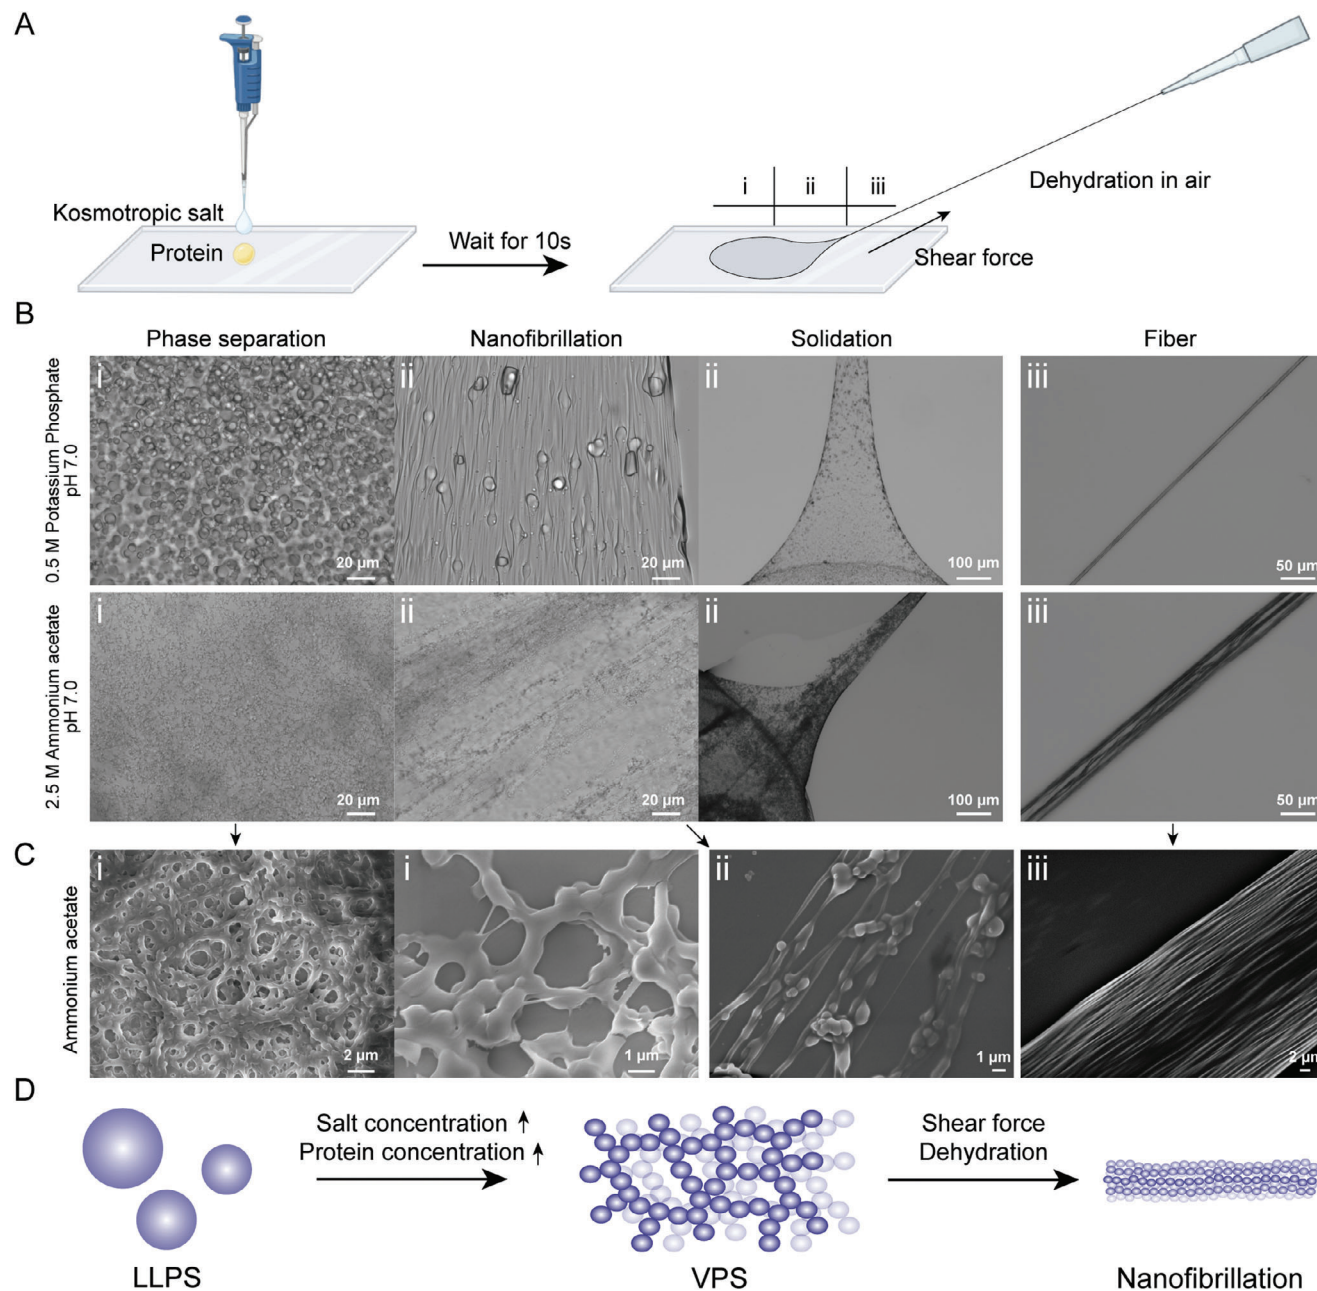 A
Kosmotropic salt
Protein
Wait for 10s
i
ii
iii
Dehydration in air
Shear force
B
Phase separation
Nanofibrillation
Solidation
Fiber
0.5 M Potassium Phosphate
pH 7.0
i
20 µm
ii
20 µm
ii
100 µm
iii
50 µm
2.5 M Ammonium acetate
pH 7.0
i
20 µm
ii
20 µm
ii
100 µm
iii
50 µm
C
Ammonium acetate
i
2 µm
i
1 µm
ii
1 µm
iii
2 µm
D
Salt concentration
Protein concentration
Shear force
Dehydration
LLPS
VPS
Nanofibrillation